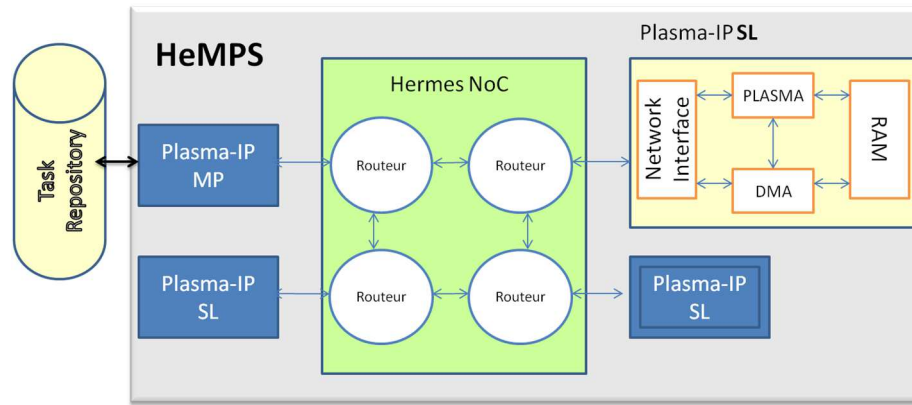 HeMPS
Plasma-IP SL
Hermes NoC
Task
Repository
Plasma-IP
MP
Routeur
Routeur
Network
Interface
PLASMA
DMA
RAM
Plasma-IP
SL
Routeur
Routeur
Plasma-IP
SL